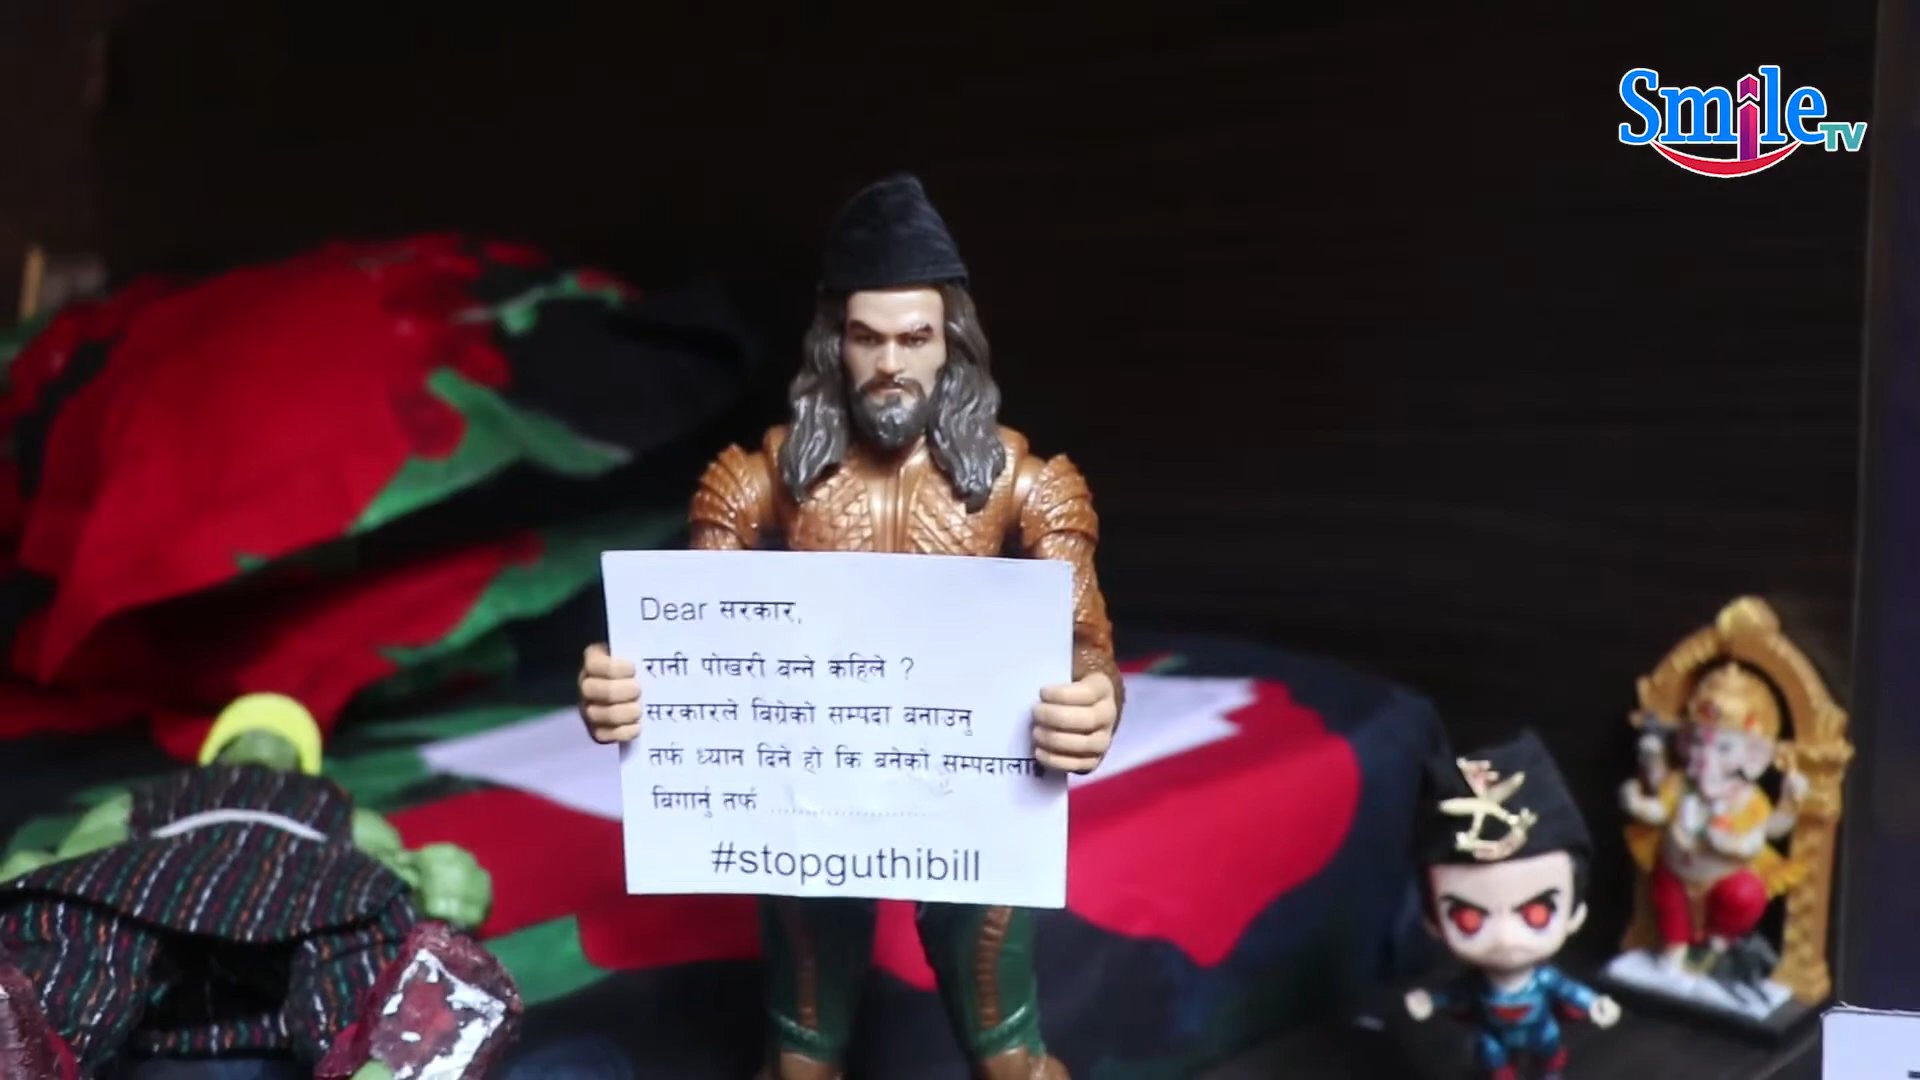 Smile TV
Dear सरकार,
रानी पोखरी बन्ने कहिले ?
सरकारले बिग्रेको सम्पदा बनाउनु
तर्फ ध्यान दिने हो कि बनेको सम्पदालाई
बिगार्नु तर्फ ........................
#stopguthibill